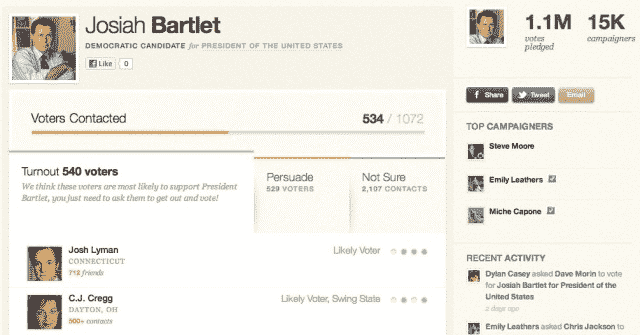 Josiah Bartlet
DEMOCRATIC CANDIDATE for PRESIDENT OF THE UNITED STATES
Like 0
Voters Contacted 534 / 1072
Turnout 540 voters
We think these voters are most likely to support President
Bartlet, you just need to ask them to get out and vote!
Persuade
529 VOTERS
Not Sure
2,107 CONTACTS
Josh Lyman Likely Voter
CONNECTICUT
712 friends
C.J. Cregg Likely Voter, Swing State
DAYTON, OH
500+ contacts
1.1M 15K
votes campaigners
pledged
Share Tweet Email
TOP CAMPAIGNERS
Steve Moore
Emily Leathers
Miche Capone
RECENT ACTIVITY
Dylan Casey asked Dave Morin to vote
for Josiah Bartlet for President of the
United States
2 days ago
Emily Leathers asked Chris Jackson to